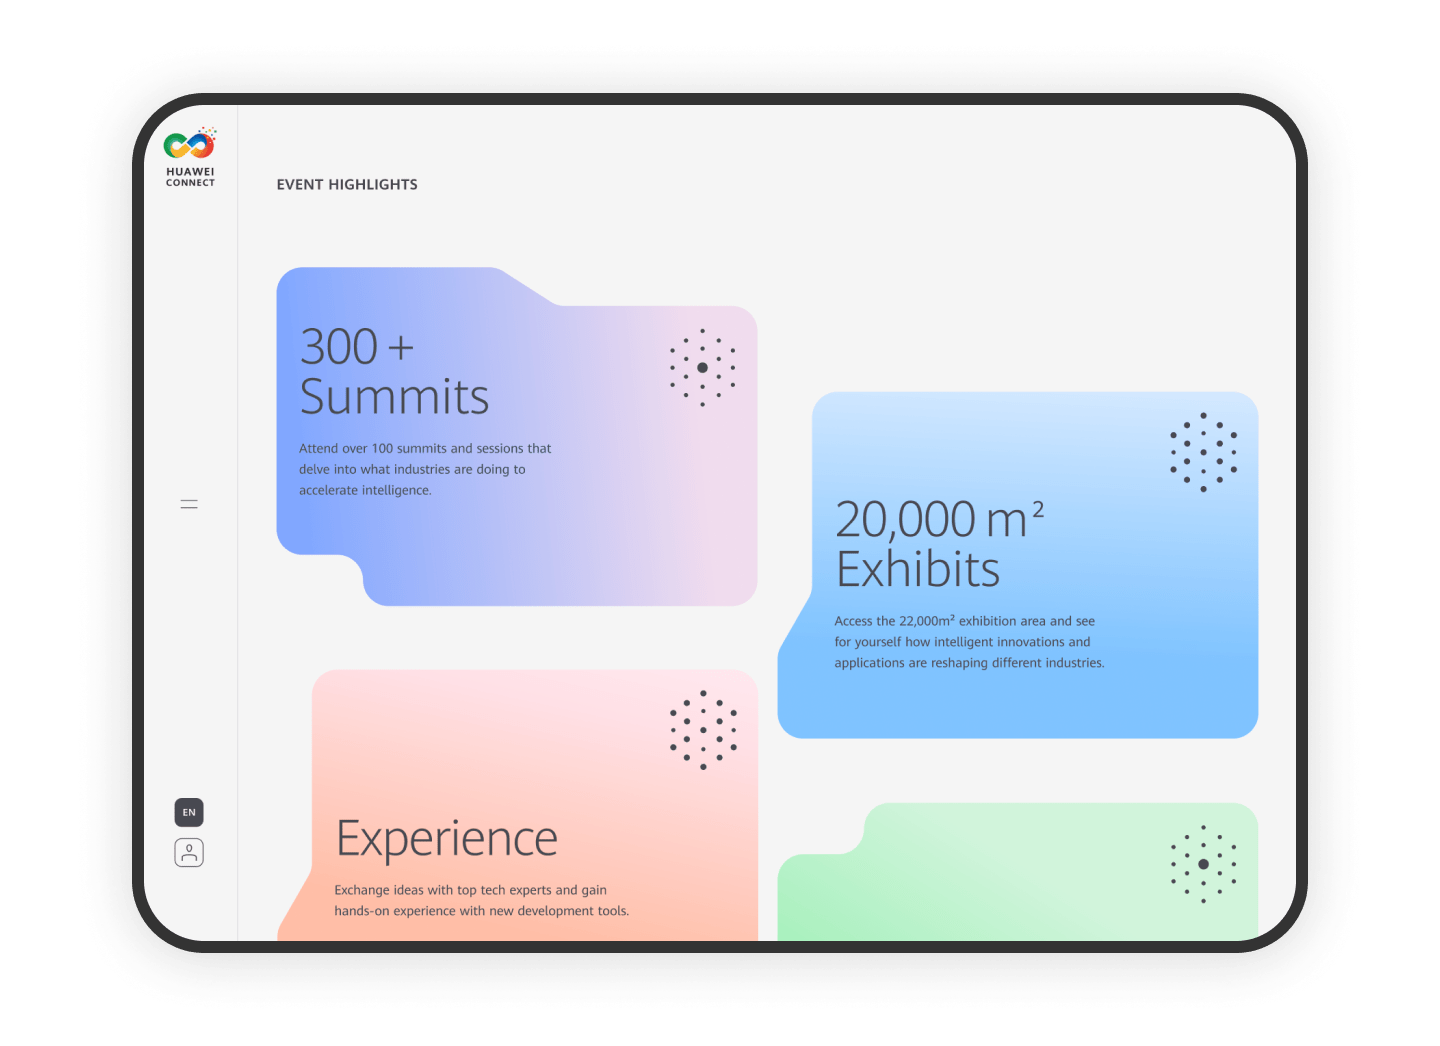 HUAWEI
CONNECT
EVENT HIGHLIGHTS
300 +
Summits
Attend over 100 summits and sessions that
delve into what industries are doing to
accelerate intelligence.
20,000 m²
Exhibits
Access the 22,000m² exhibition area and see
for yourself how intelligent innovations and
applications are reshaping different industries.
Experience
Exchange ideas with top tech experts and gain
hands-on experience with new development tools.
EN